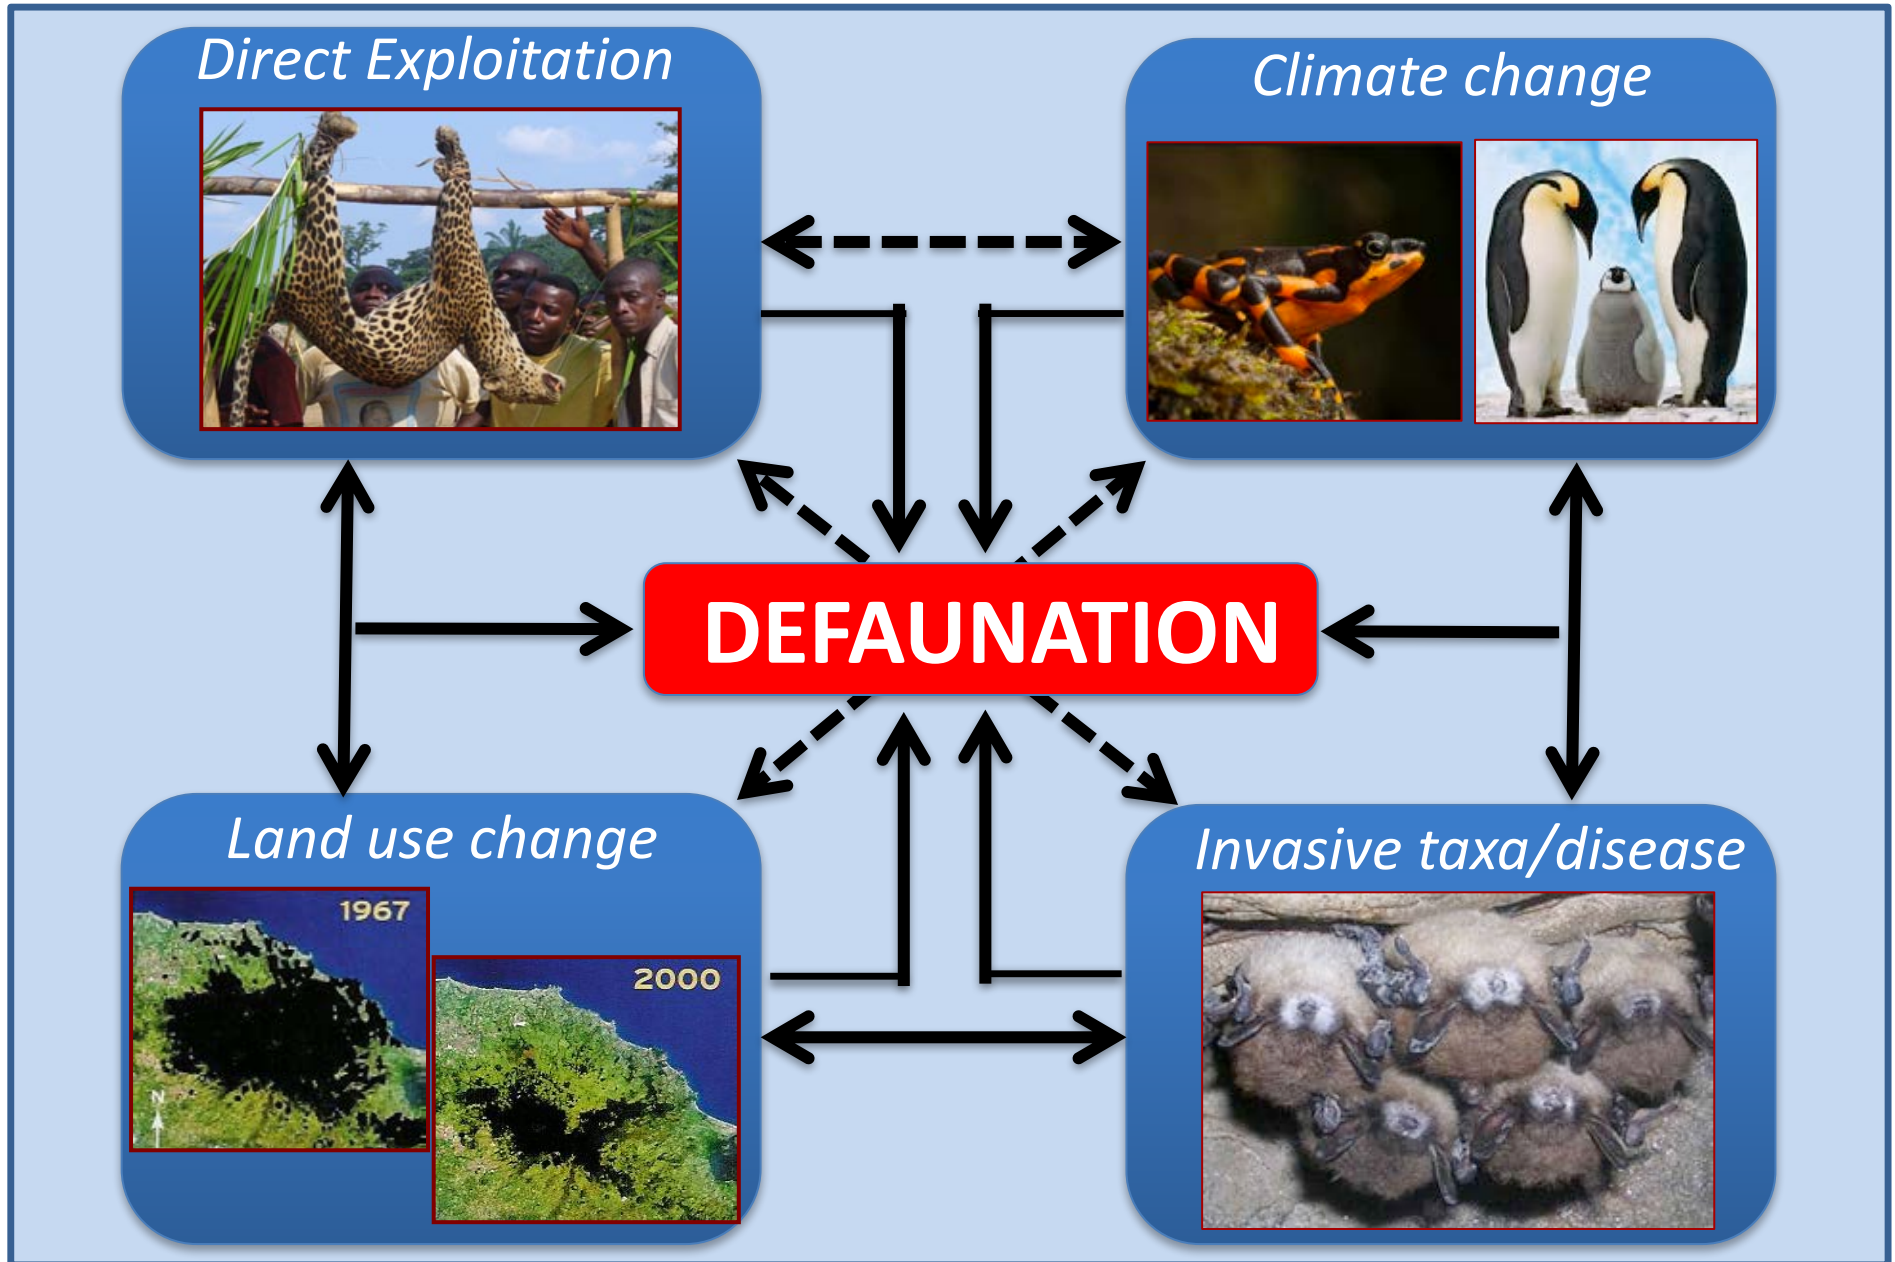 Direct Exploitation
Climate change
DEFAUNATION
Land use change
1967
2000
N
Invasive taxa/disease